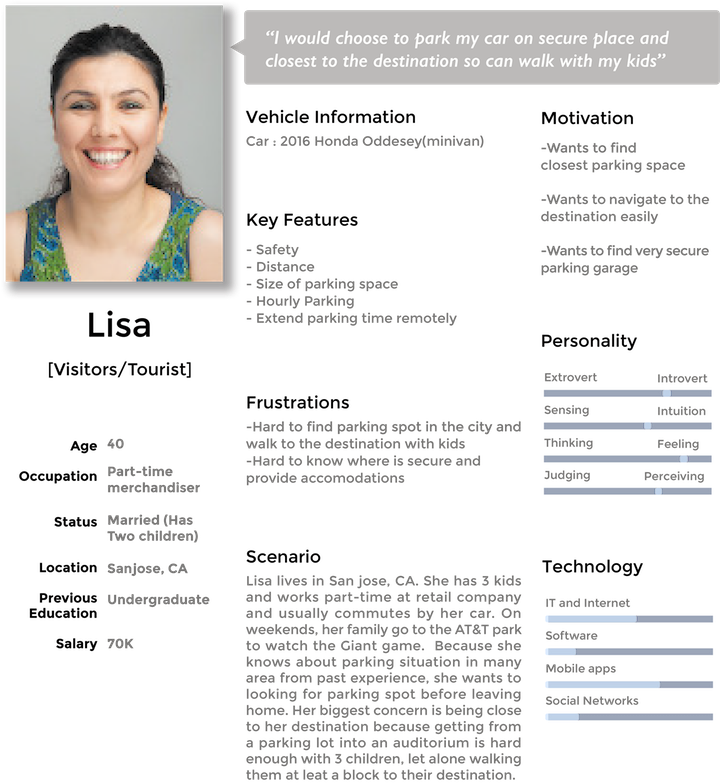 “I would choose to park my car on secure place and
closest to the destination so can walk with my kids”
Lisa
[Visitors/Tourist]
Age 40
Occupation Part-time
merchandiser
Status Married (Has
Two children)
Location Sanjose, CA
Previous
Education Undergraduate
Salary 70K
Vehicle Information
Car : 2016 Honda Oddesey(minivan)
Key Features
- Safety
- Distance
- Size of parking space
- Hourly Parking
- Extend parking time remotely
Frustrations
-Hard to find parking spot in the city and
walk to the destination with kids
-Hard to know where is secure and
provide accomodations
Scenario
Lisa lives in San jose, CA. She has 3 kids
and works part-time at retail company
and usually commutes by her car. On
weekends, her family go to the AT&T park
to watch the Giant game. Because she
knows about parking situation in many
area from past experience, she wants to
looking for parking spot before leaving
home. Her biggest concern is being close
to her destination because getting from
a parking lot into an auditorium is hard
enough with 3 children, let alone walking
them at leat a block to their destination.
Motivation
-Wants to find
closest parking space
-Wants to navigate to the
destination easily
-Wants to find very secure
parking garage
Personality
Extrovert Introvert
Sensing Intuition
Thinking Feeling
Judging Perceiving
Technology
IT and Internet
Software
Mobile apps
Social Networks